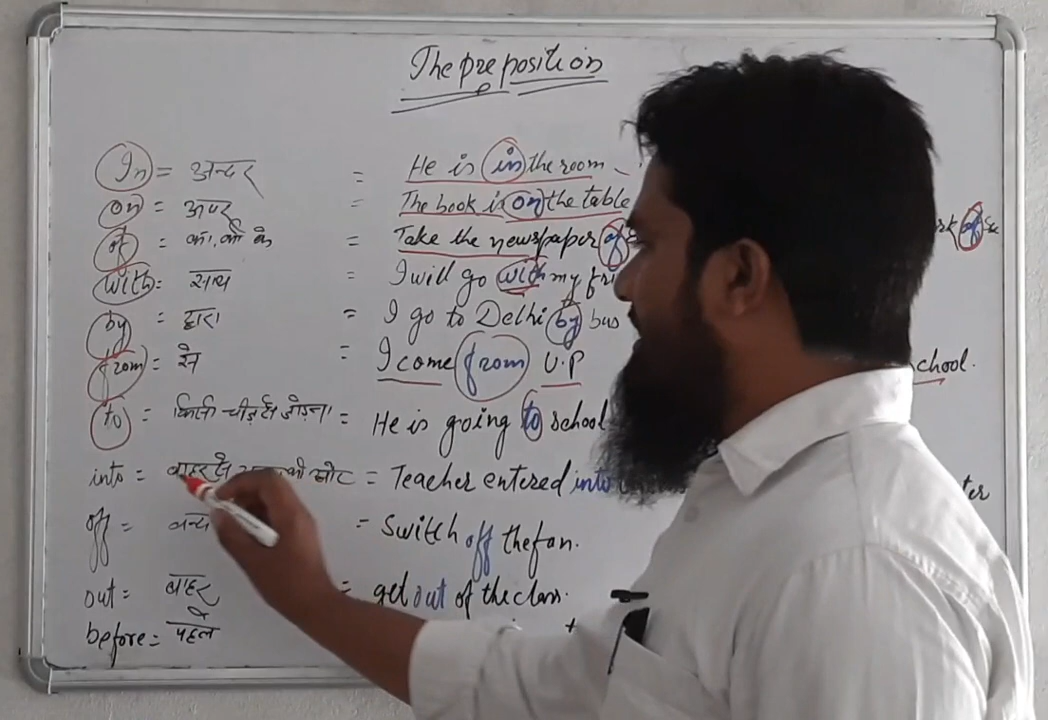 The preposition
In = अन्दर = He is in the room
on = ऊपर = The book is on the table
of = का, की के = Take the newspaper of
with = साथ = I will go with my
by = द्वारा = I go to Delhi by bus
from = से = I come from U.P chool.
to = किसी चीज़ से जोड़ना = He is going to school
into = बाहर से की ओर = Teacher entered into
off = = switch off the fan.
out = बाहर = get out of the class.
before = पहले